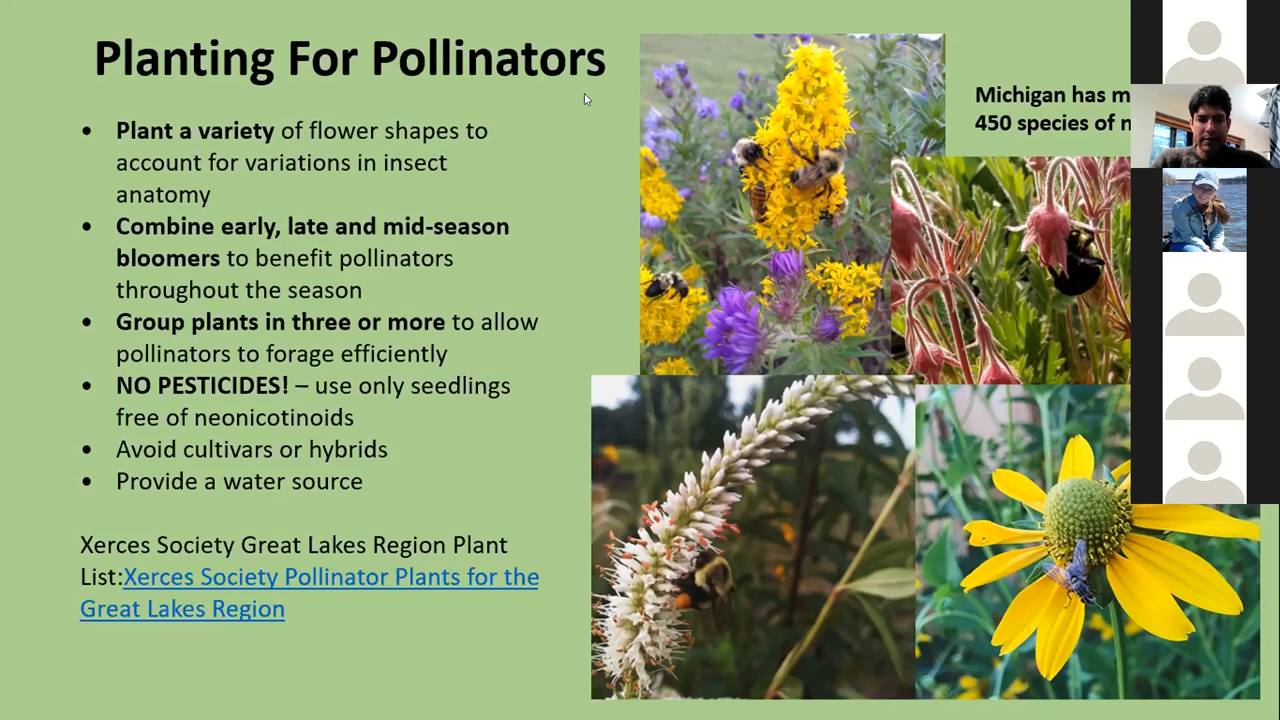 Planting For Pollinators
• Plant a variety of flower shapes to
account for variations in insect
anatomy
• Combine early, late and mid-season
bloomers to benefit pollinators
throughout the season
• Group plants in three or more to allow
pollinators to forage efficiently
• NO PESTICIDES! – use only seedlings
free of neonicotinoids
• Avoid cultivars or hybrids
• Provide a water source
Xerces Society Great Lakes Region Plant
List:Xerces Society Pollinator Plants for the
Great Lakes Region
Michigan has
450 species of